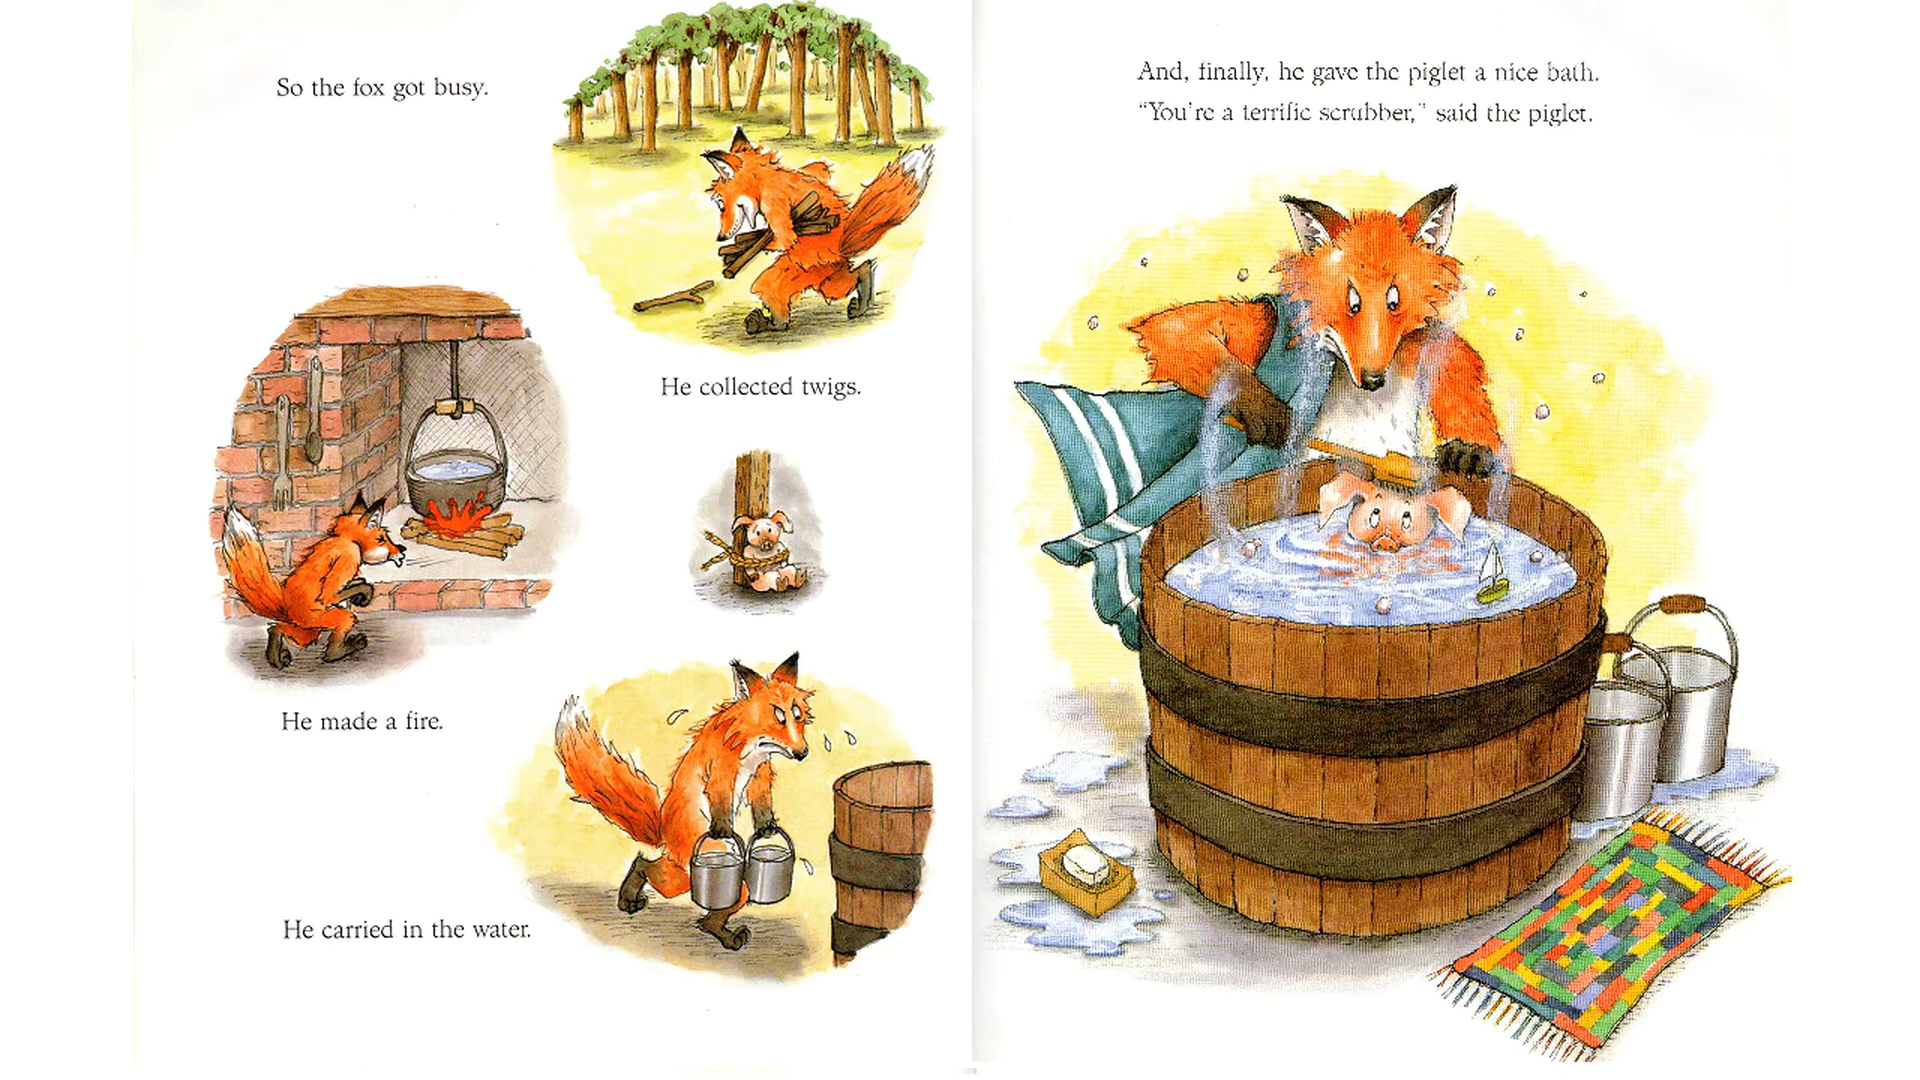 So the fox got busy.
He collected twigs.
He made a fire.
He carried in the water.
And, finally, he gave the piglet a nice bath.
"You're a terrific scrubber," said the piglet.